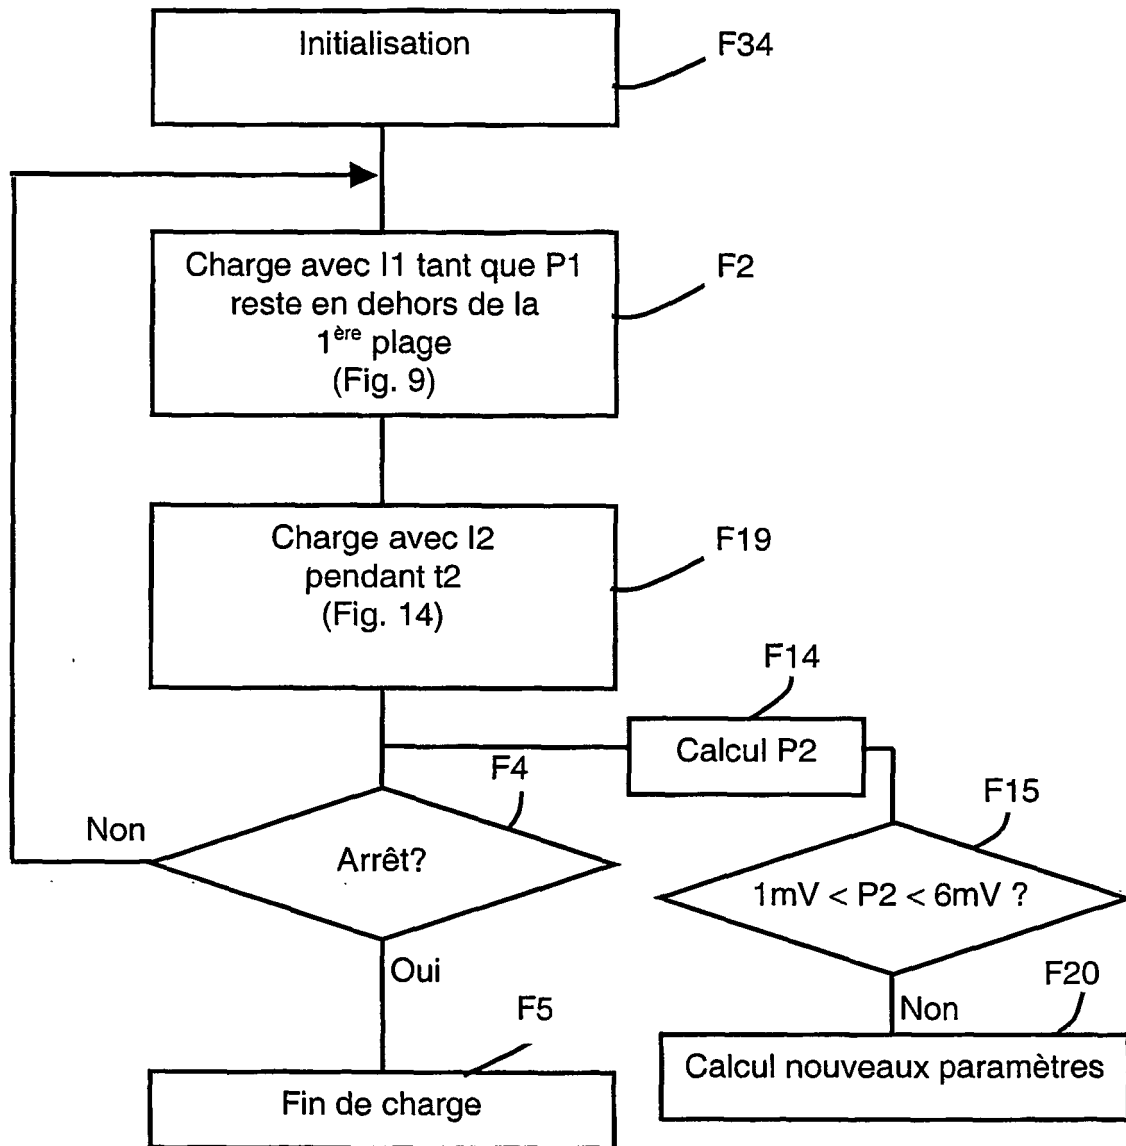 Initialisation
F34
Charge avec I1 tant que P1
reste en dehors de la
1ère plage
(Fig. 9)
F2
Charge avec I2
pendant t2
(Fig. 14)
F19
F14
Calcul P2
F4
F15
Non
Arrêt?
1mV < P2 < 6mV ?
Oui
F20
Non
F5
Calcul nouveaux paramètres
Fin de charge